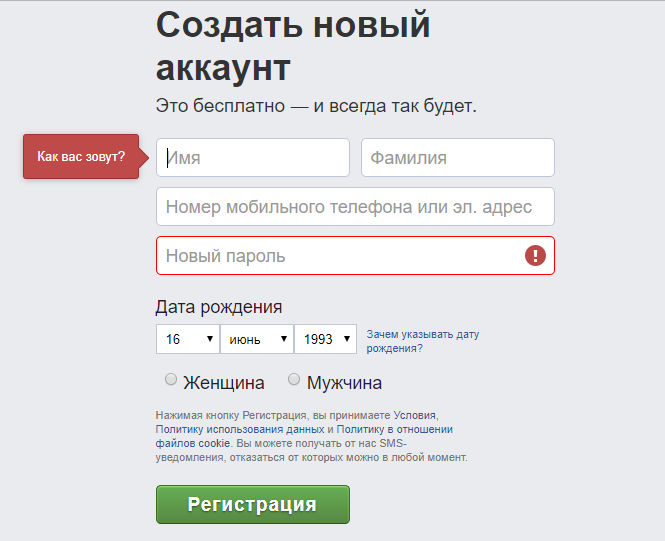 Создать новый
аккаунт
Это бесплатно — и всегда так будет.
Как вас зовут?
Имя
Фамилия
Номер мобильного телефона или эл. адрес
Новый пароль
Дата рождения
16 июнь 1993
Зачем указывать дату
рождения?
Женщина Мужчина
Нажимая кнопку Регистрация, вы принимаете Условия,
Политику использования данных и Политику в отношении
файлов cookie. Вы можете получать от нас SMS-
уведомления, отказаться от которых можно в любой момент.
Регистрация